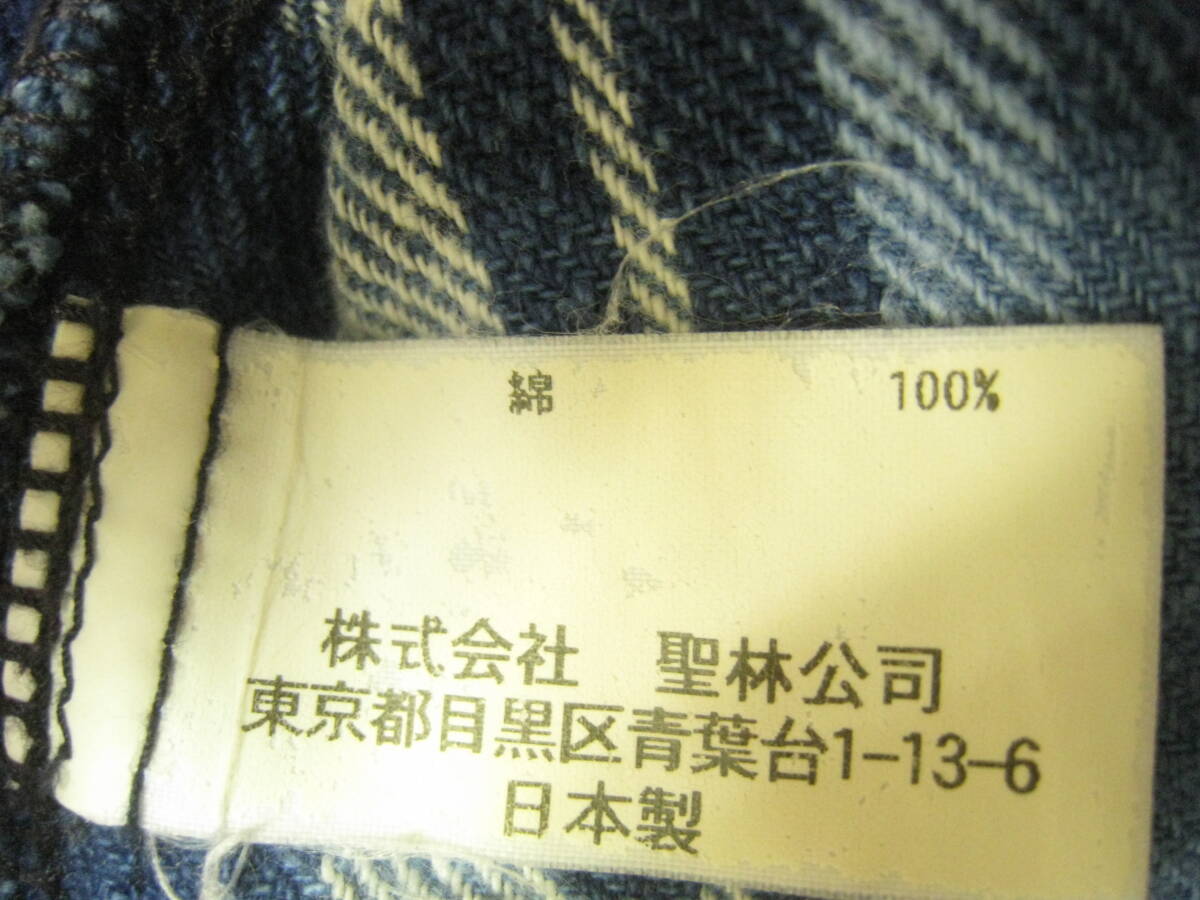 綿 100%
株式会社 聖林公司
東京都目黒区青葉台1-13-6
日本製